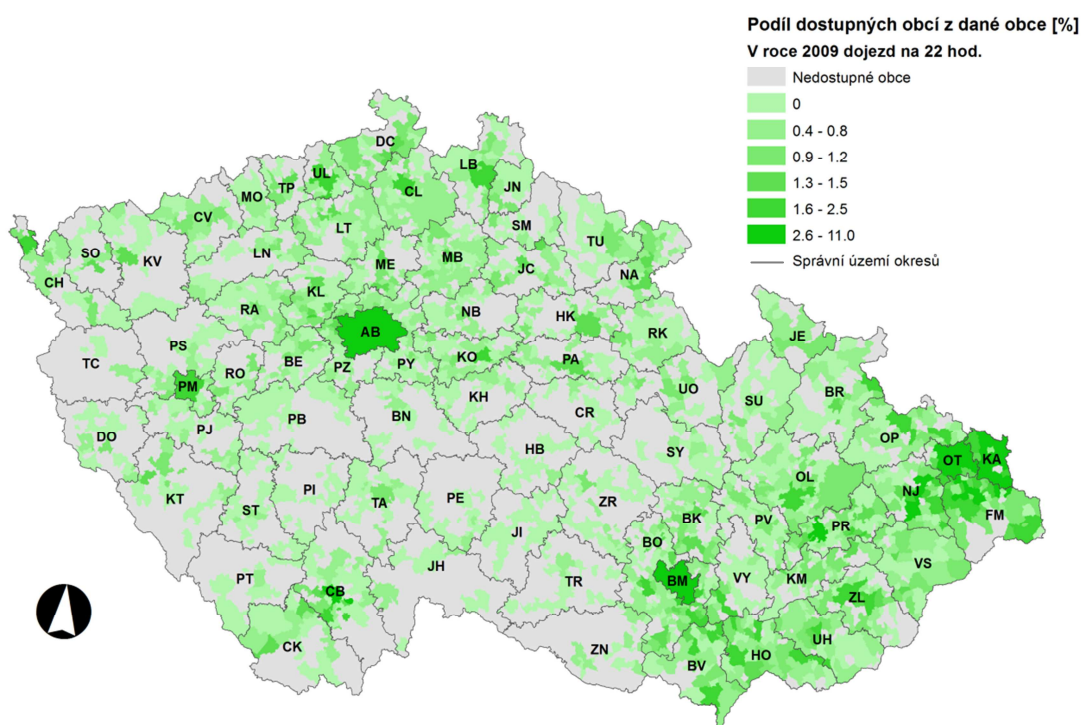 Podíl dostupných obcí z dané obce [%]
V roce 2009 dojezd na 22 hod.
Nedostupné obce
0
0.4 - 0.8
0.9 - 1.2
1.3 - 1.5
1.6 - 2.5
2.6 - 11.0
Správní území okresů
DC
LB
UL
TP
MO
CL
JN
CV
LT
SM
TU
SO
KV
LN
ME
MB
JC
NA
CH
KL
RA
NB
HK
AB
RK
JE
TC
PS
RO
BE
PZ
PY
KO
PA
PM
KH
UO
SU
BR
DO
PJ
PB
BN
CR
OP
HB
SY
OT
KA
OL
NJ
KT
PI
TA
PE
ZR
ST
BK
PV
PR
FM
JI
BO
JH
VS
PT
TR
BM
VY
KM
CB
ZL
CK
UH
ZN
BV
HO